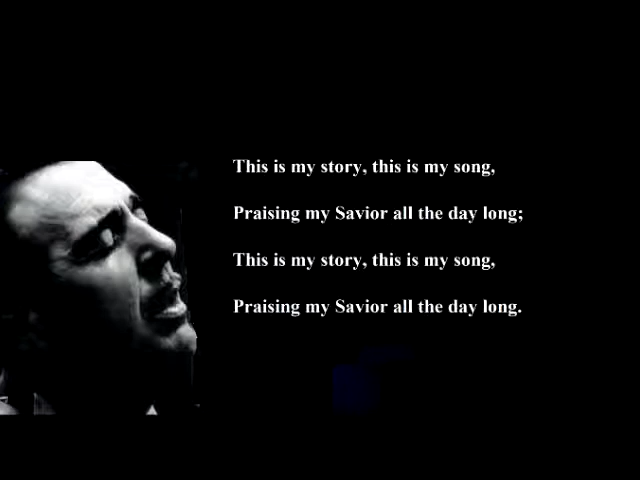 This is my story, this is my song,
Praising my Savior all the day long;
This is my story, this is my song,
Praising my Savior all the day long.